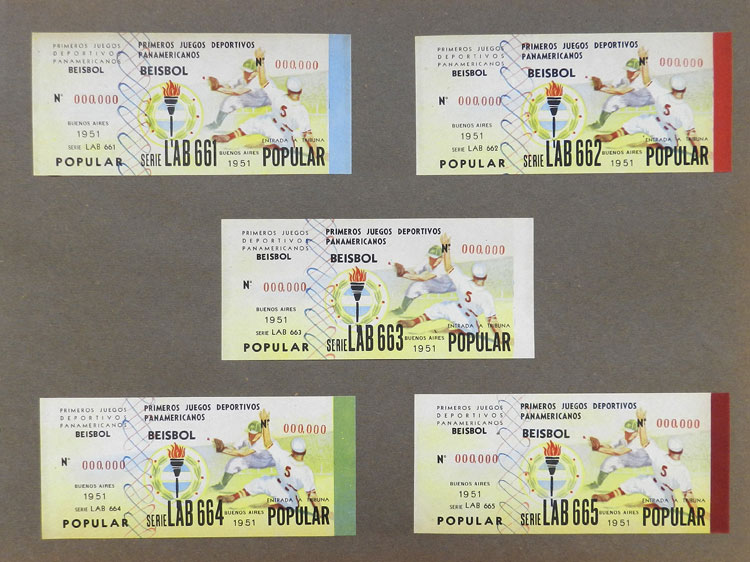 PRIMEROS JUEGOS
DEPORTIVOS
PANAMERICANOS
BEISBOL
Nº 000.000
BUENOS AIRES
1951
SERIE LAB 661
POPULAR
PRIMEROS JUEGOS DEPORTIVOS
PANAMERICANOS
BEISBOL
Nº 000.000
S
ENTRADA A TRIBUNA
SERIE LAB 661 BUENOS AIRES 1951 POPULAR
PRIMEROS JUEGOS
DEPORTIVOS
PANAMERICANOS
BEISBOL
Nº 000.000
BUENOS AIRES
1951
SERIE LAB 662
POPULAR
PRIMEROS JUEGOS DEPORTIVOS
PANAMERICANOS
BEISBOL
Nº 000.000
S
ENTRADA A TRIBUNA
SERIE LAB 662 BUENOS AIRES 1951 POPULAR
PRIMEROS JUEGOS
DEPORTIVOS
PANAMERICANOS
BEISBOL
Nº 000.000
BUENOS AIRES
1951
SERIE LAB 663
POPULAR
PRIMEROS JUEGOS DEPORTIVOS
PANAMERICANOS
BEISBOL
Nº 000.000
S
ENTRADA A TRIBUNA
SERIE LAB 663 BUENOS AIRES 1951 POPULAR
PRIMEROS JUEGOS
DEPORTIVOS
PANAMERICANOS
BEISBOL
Nº 000.000
BUENOS AIRES
1951
SERIE LAB 664
POPULAR
PRIMEROS JUEGOS DEPORTIVOS
PANAMERICANOS
BEISBOL
Nº 000.000
S
ENTRADA A TRIBUNA
SERIE LAB 664 BUENOS AIRES 1951 POPULAR
PRIMEROS JUEGOS
DEPORTIVOS
PANAMERICANOS
BEISBOL
Nº 000.000
BUENOS AIRES
1951
SERIE LAB 665
POPULAR
PRIMEROS JUEGOS DEPORTIVOS
PANAMERICANOS
BEISBOL
Nº 000.000
S
ENTRADA A TRIBUNA
SERIE LAB 665 BUENOS AIRES 1951 POPULAR